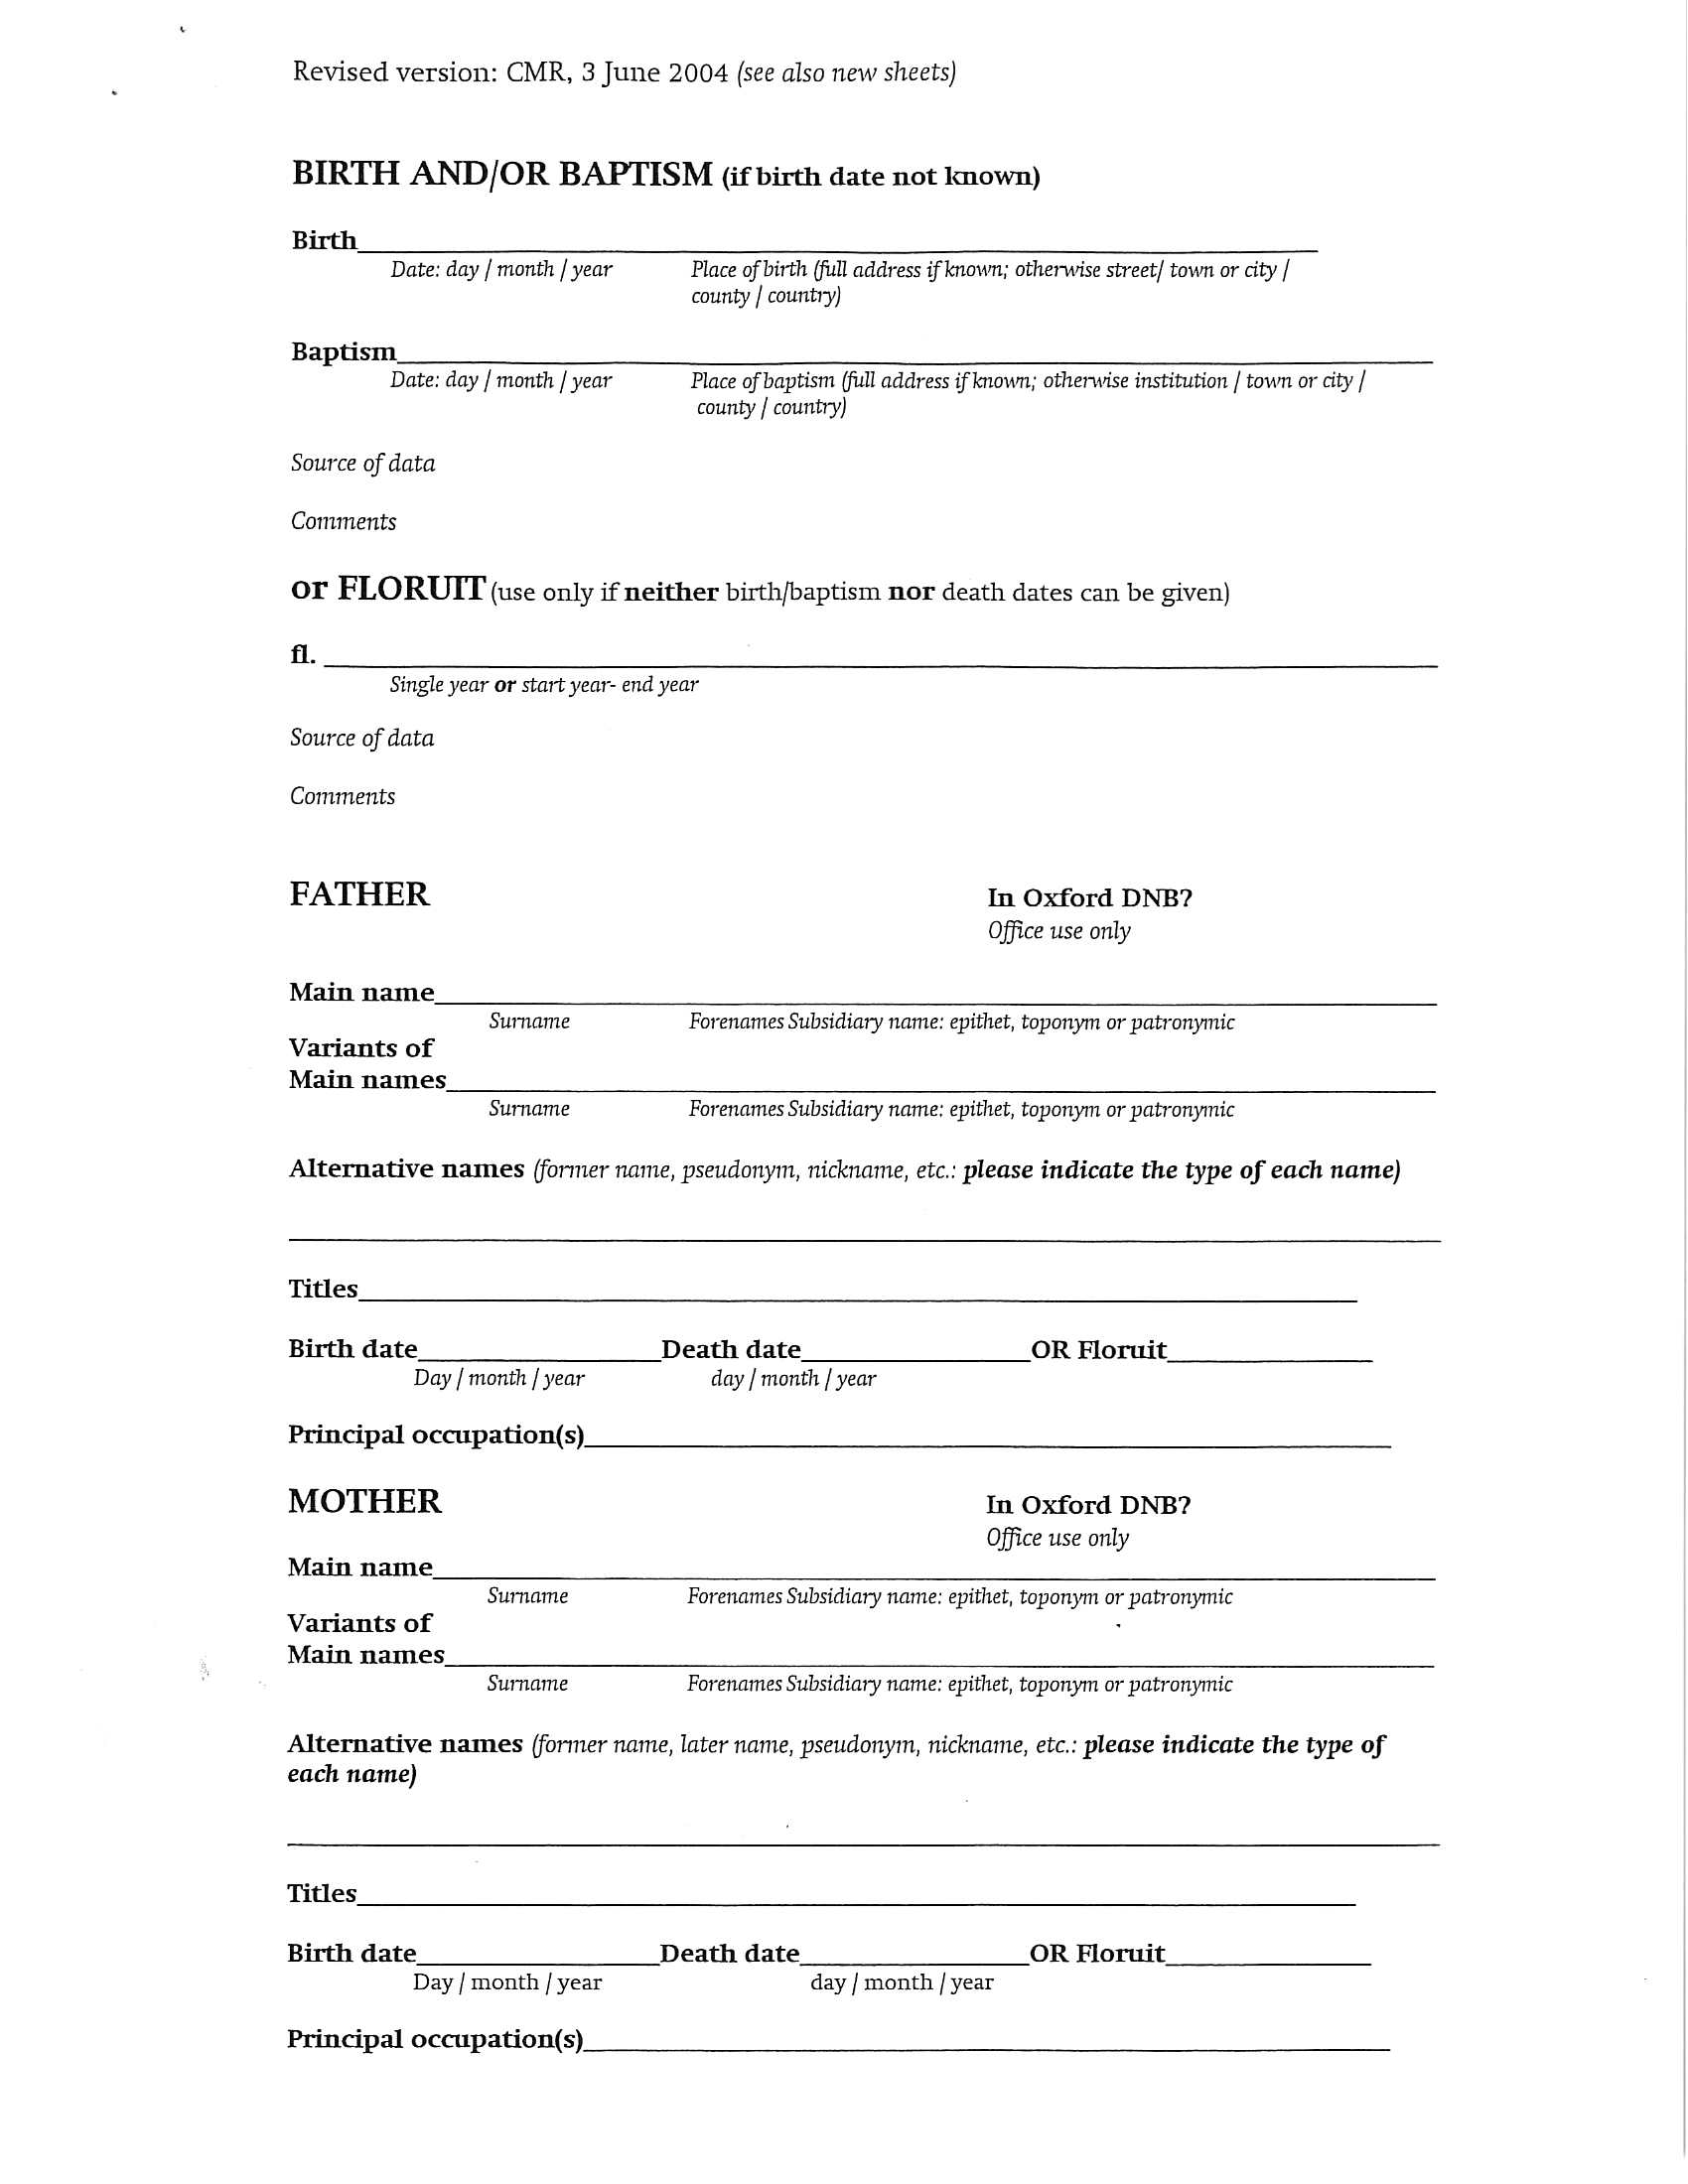 Revised version: CMR, 3 June 2004 (see also new sheets)
BIRTH AND/OR BAPTISM (if birth date not known)
Birth
Date: day / month / year Place of birth (full address if known; otherwise street/ town or city /
county / country)
Baptism
Date: day / month / year Place of baptism (full address if known; otherwise institution / town or city /
county / country)
Source of data
Comments
or FLORUIT (use only if neither birth/baptism nor death dates can be given)
fl.
Single year or start year- end year
Source of data
Comments
FATHER In Oxford DNB?
Office use only
Main name
Surname Forenames Subsidiary name: epithet, toponym or patronymic
Variants of
Main names
Surname Forenames Subsidiary name: epithet, toponym or patronymic
Alternative names (former name, pseudonym, nickname, etc.: please indicate the type of each name)
Titles
Birth date Death date OR Floruit
Day / month / year day / month / year
Principal occupation(s)
MOTHER In Oxford DNB?
Office use only
Main name
Surname Forenames Subsidiary name: epithet, toponym or patronymic
Variants of
Main names
Surname Forenames Subsidiary name: epithet, toponym or patronymic
Alternative names (former name, later name, pseudonym, nickname, etc.: please indicate the type of
each name)
Titles
Birth date Death date OR Floruit
Day / month / year day / month / year
Principal occupation(s)